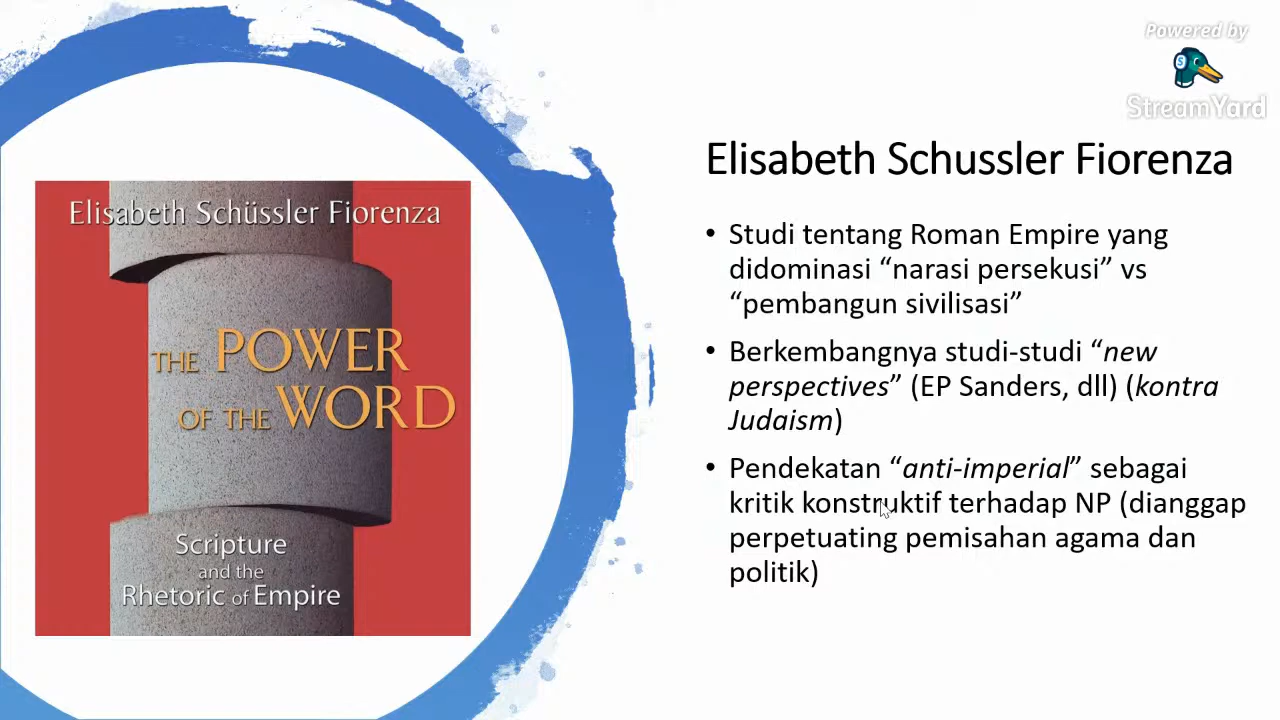 Powered by
StreamYard
Elisabeth Schüssler Fiorenza
THE POWER
OF THE WORD
Scripture
and the
Rhetoric of Empire
Elisabeth Schussler Fiorenza
• Studi tentang Roman Empire yang
didominasi “narasi persekusi” vs
“pembangun sivilisasi”
• Berkembangnya studi-studi “new
perspectives” (EP Sanders, dll) (kontra
Judaism)
• Pendekatan “anti-imperial” sebagai
kritik konstruktif terhadap NP (dianggap
perpetuating pemisahan agama dan
politik)